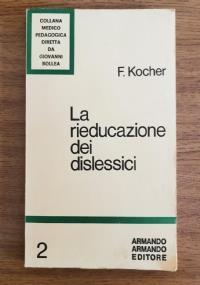 COLLANA
MEDICO
PEDAGOGICA
DIRETTA
DA
GIOVANNI
BOLLEA
F. Kocher
La
rieducazione
dei
dislessici
2
ARMANDO
ARMANDO
EDITORE